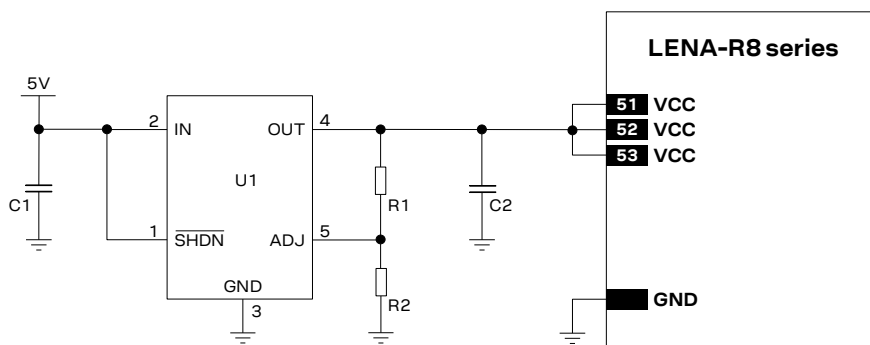 LENA-R8 series
5V
51 VCC
2 IN OUT 4
52 VCC
53 VCC
U1
C1
R1
C2
1 SHDN ADJ 5
GND
R2
3
GND